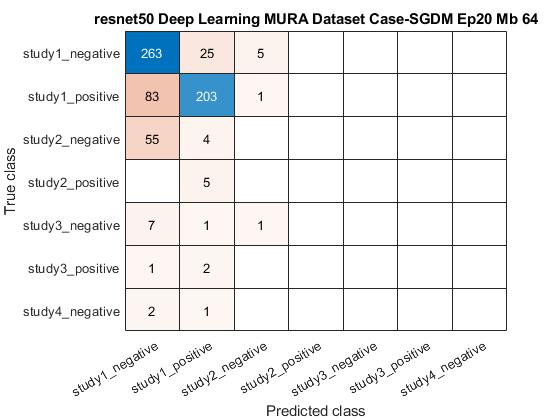 resnet50 Deep Learning MURA Dataset Case-SGDM Ep20 Mb 64
True class
study1_negative 263 25 5
study1_positive 83 203 1
study2_negative 55 4
study2_positive 5
study3_negative 7 1 1
study3_positive 1 2
study4_negative 2 1
study1_negative study1_positive study2_negative study2_positive study3_negative study3_positive study4_negative
Predicted class